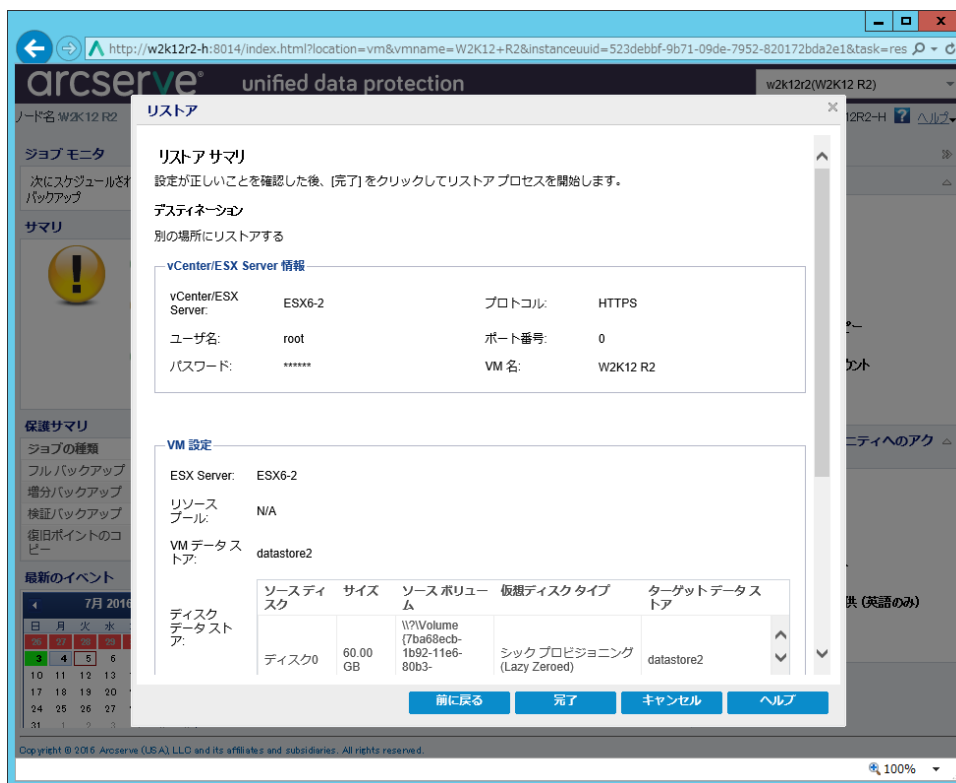 http://w2k12r2-h:8014/index.html?location=vm&vmname=W2K12+R2&instanceuuid=523debbf-9b71-09de-7952-820172bda2e1&task=res
arcserve® unified data protection
w2k12r2(W2K12 R2)
ノード名:W2K12 R2
12R2-H ? ヘルプ
リストア
ジョブ モニタ
次にスケジュールされ
バックアップ
サマリ
リストア サマリ
設定が正しいことを確認した後、[完了] をクリックしてリストア プロセスを開始します。
デスティネーション
別の場所にリストアする
vCenter/ESX Server 情報
vCenter/ESX
Server:
ESX6-2
プロトコル:
HTTPS
ユーザ名:
root
ポート番号:
0
パスワード:
******
VM 名:
W2K12 R2
ピー
カウント
保護サマリ
ジョブの種類
フル バックアップ
増分バックアップ
検証バックアップ
復旧ポイントのコ
ピー
ニティへのアク
VM 設定
ESX Server:
ESX6-2
リソース
プール:
N/A
VM データ ス
トア:
datastore2
ディスク
データスト
ア:
ソース ディ
スク
サイズ
ソース ボリュー
ム
仮想ディスク タイプ
ターゲット データ ス
トア
ディスク0
60.00
GB
\\?\Volume
{7ba68ecb-
1b92-11e6-
80b3-
シック プロビジョニング
(Lazy Zeroed)
datastore2
最新のイベント
7月 2016
日 月 火 水
26 27 28 29
3 4 5 6
10 11 12 13
17 18 19 20
24 25 26 27
31 1 2 3
供 (英語のみ)
前に戻る
完了
キャンセル
ヘルプ
Copyright © 2016 Arcserve (USA), LLC and its affiliates and subsidiaries. All rights reserved.
100%